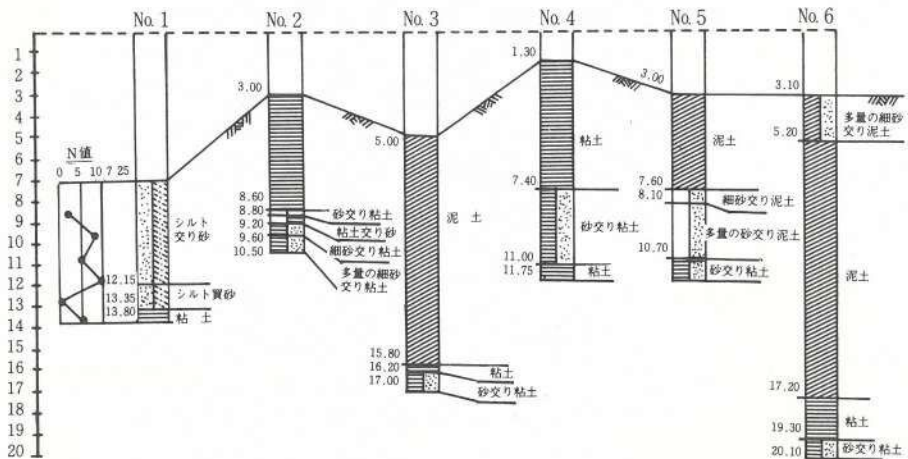 No.1
No.2
No.3
No.4
No.5
No.6
1
2
3
4
5
6
7
8
9
10
11
12
13
14
15
16
17
18
19
20
N値
0 5 10 7 25
シルト
交り砂
12.15
シルト質砂
13.35
13.80
粘土
3.00
8.60
8.80
9.20
9.60
10.50
砂交り粘土
粘土交り砂
細砂交り粘土
多量の細砂
交り粘土
5.00
泥土
15.80
16.20
17.00
粘土
砂交り粘土
1.30
粘土
7.40
砂交り粘土
11.00
11.75
粘土
3.00
泥土
7.60
8.10
細砂交り泥土
多量の砂交り泥土
10.70
砂交り粘土
3.10
多量の細砂
交り泥土
5.20
泥土
17.20
粘土
19.30
20.10
砂交り粘土